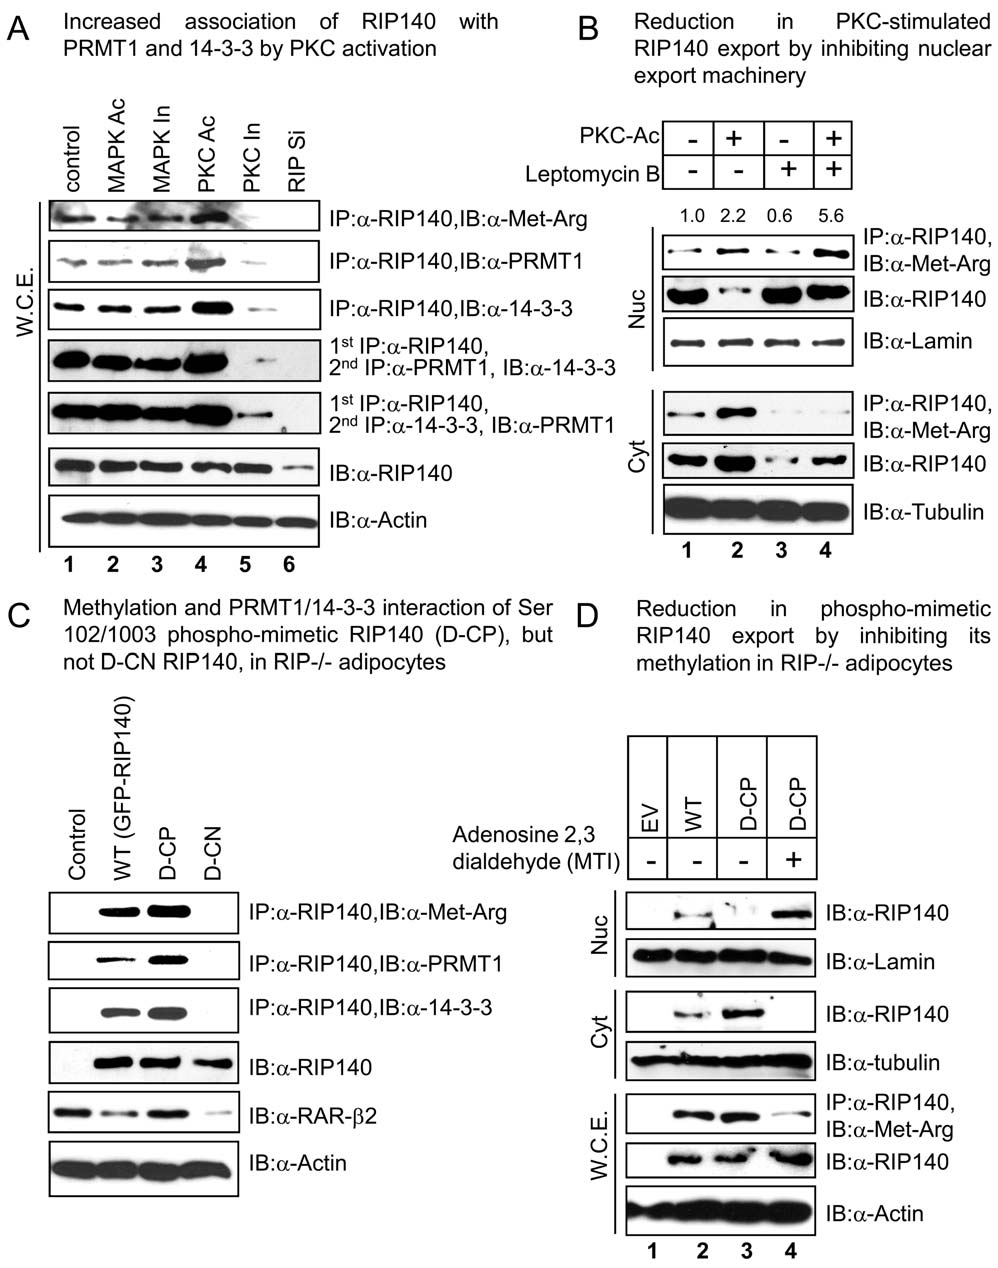 A
Increased association of RIP140 with
PRMT1 and 14-3-3 by PKC activation
control
MAPK Ac
MAPK In
PKC Ac
PKC In
RIP Si
W.C.E.
IP:α-RIP140,IB:α-Met-Arg
IP:α-RIP140,IB:α-PRMT1
IP:α-RIP140,IB:α-14-3-3
1st IP:α-RIP140,
2nd IP:α-PRMT1, IB:α-14-3-3
1st IP:α-RIP140,
2nd IP:α-14-3-3, IB:α-PRMT1
IB:α-RIP140
IB:α-Actin
1 2 3 4 5 6
B
Reduction in PKC-stimulated
RIP140 export by inhibiting nuclear
export machinery
PKC-Ac - + - +
Leptomycin B - - + +
1.0 2.2 0.6 5.6
Nuc
IP:α-RIP140,
IB:α-Met-Arg
IB:α-RIP140
IB:α-Lamin
Cyt
IP:α-RIP140,
IB:α-Met-Arg
IB:α-RIP140
IB:α-Tubulin
1 2 3 4
C
Methylation and PRMT1/14-3-3 interaction of Ser
102/1003 phospho-mimetic RIP140 (D-CP), but
not D-CN RIP140, in RIP-/- adipocytes
Control
WT (GFP-RIP140)
D-CP
D-CN
IP:α-RIP140,IB:α-Met-Arg
IP:α-RIP140,IB:α-PRMT1
IP:α-RIP140,IB:α-14-3-3
IB:α-RIP140
IB:α-RAR-β2
IB:α-Actin
D
Reduction in phospho-mimetic
RIP140 export by inhibiting its
methylation in RIP-/- adipocytes
EV
WT
D-CP
D-CP
Adenosine 2,3
dialdehyde (MTI) - - - +
Nuc
IB:α-RIP140
IB:α-Lamin
Cyt
IB:α-RIP140
IB:α-tubulin
W.C.E.
IP:α-RIP140,
IB:α-Met-Arg
IB:α-RIP140
IB:α-Actin
1 2 3 4